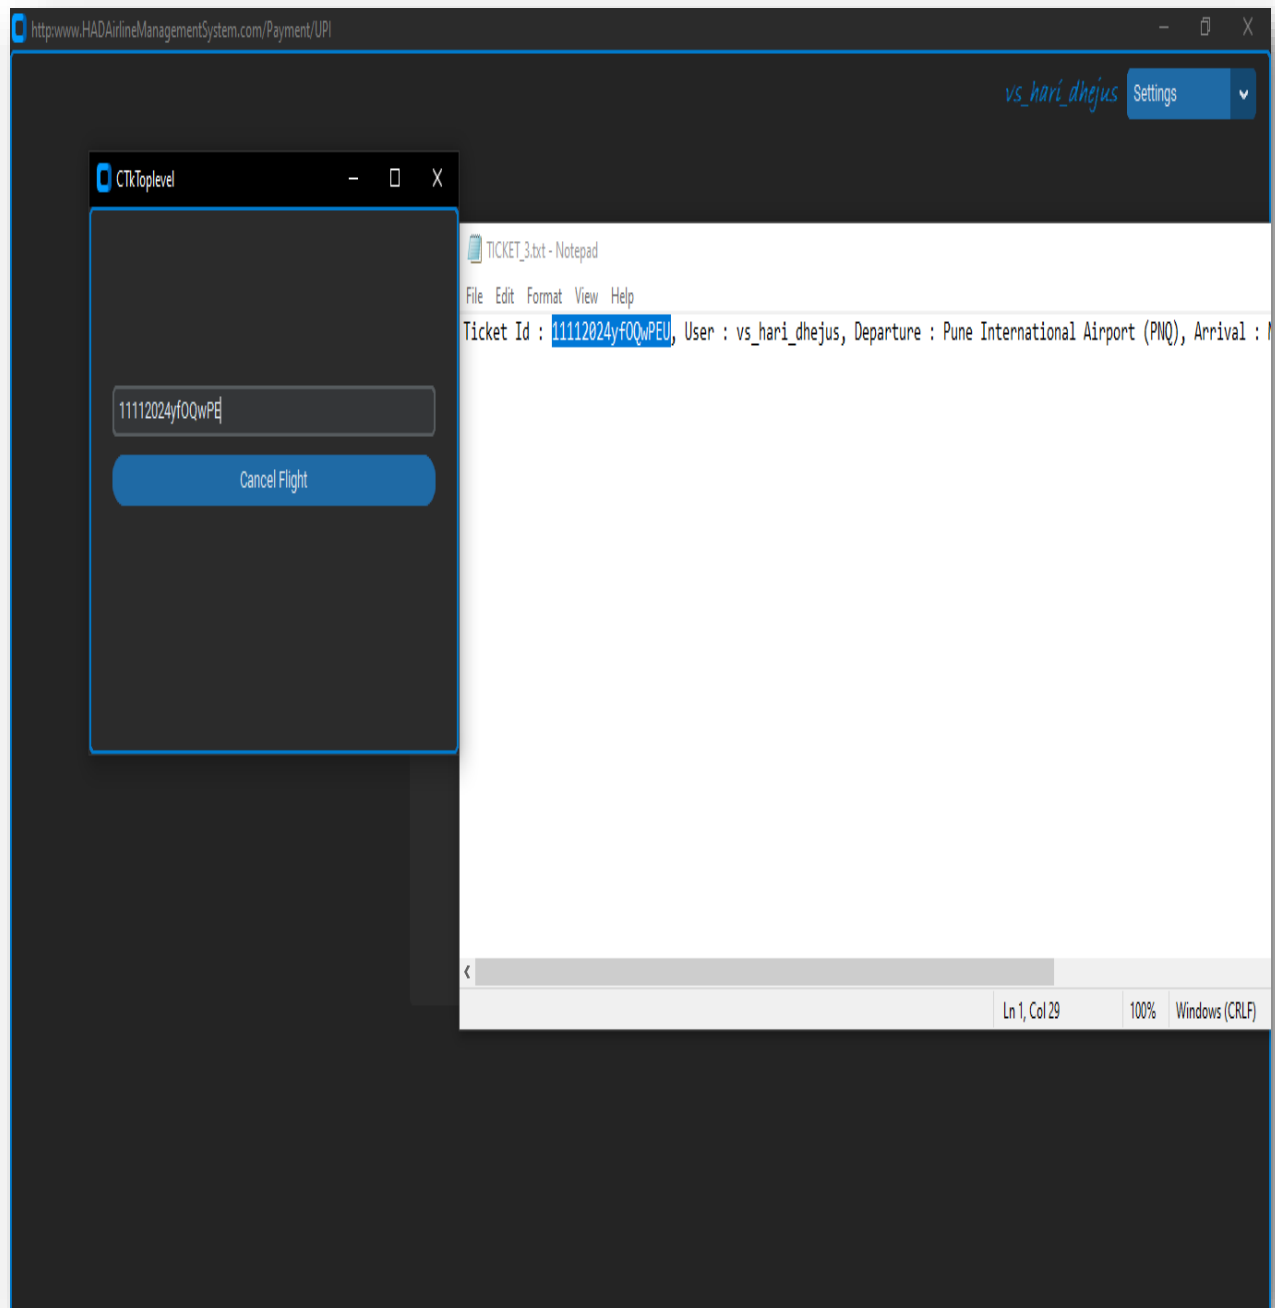 http:www.HADAirlineManagementSystem.com/Payment/UPI
vs_hari_dhejus Settings
CTkToplevel
TICKET_3.txt - Notepad
File Edit Format View Help
Ticket Id : 11112024yfOQwPEU, User : vs_hari_dhejus, Departure : Pune International Airport (PNQ), Arrival :
11112024yfOQwPE
Cancel Flight
Ln 1, Col 29 100% Windows (CRLF)